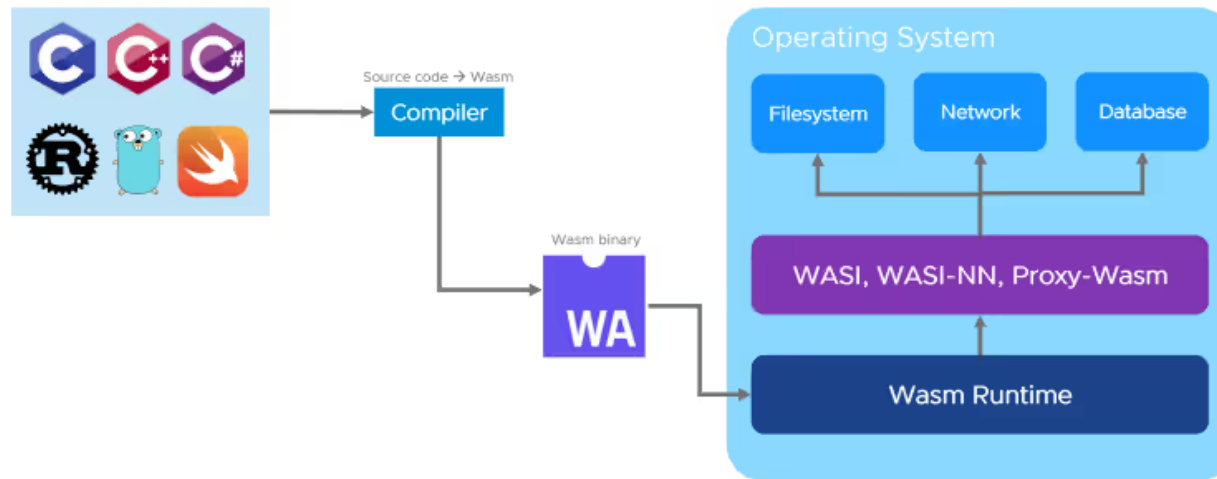 C
C++
C#
R
Source code → Wasm
Compiler
Wasm binary
WA
Operating System
Filesystem
Network
Database
WASI, WASI-NN, Proxy-Wasm
Wasm Runtime